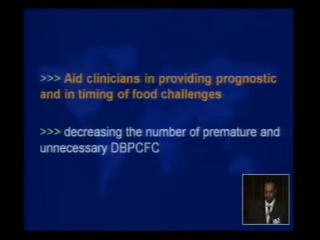 >>> Aid clinicians in providing prognostic
and in timing of food challenges
>>> decreasing the number of premature and
unnecessary DBPCFC